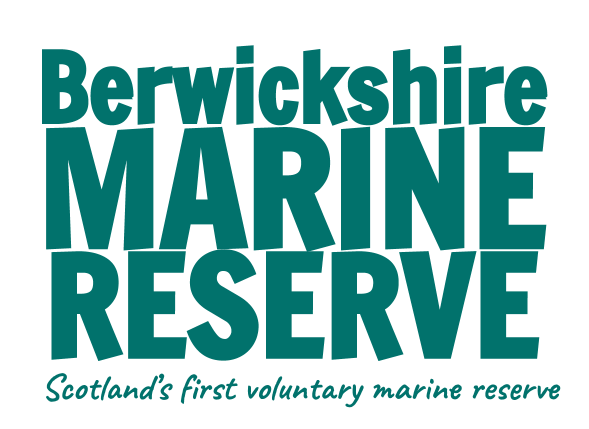 Berwickshire
MARINE
RESERVE
Scotland's first voluntary marine reserve